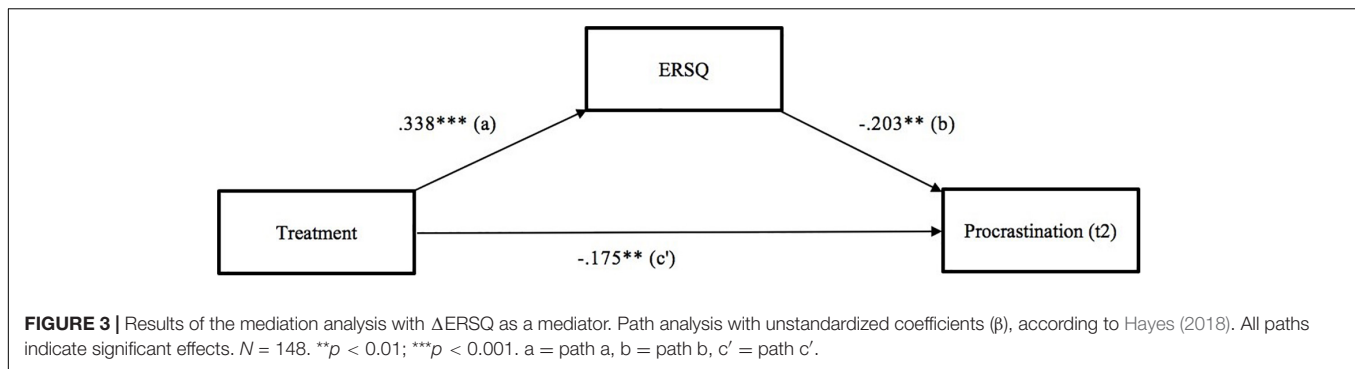 ERSQ
.338*** (a)
-.203** (b)
Treatment
Procrastination (t2)
-.175** (c')
FIGURE 3 | Results of the mediation analysis with ΔERSQ as a mediator. Path analysis with unstandardized coefficients (β), according to Hayes (2018). All paths
indicate significant effects. N = 148. **p < 0.01; ***p < 0.001. a = path a, b = path b, c′ = path c′.